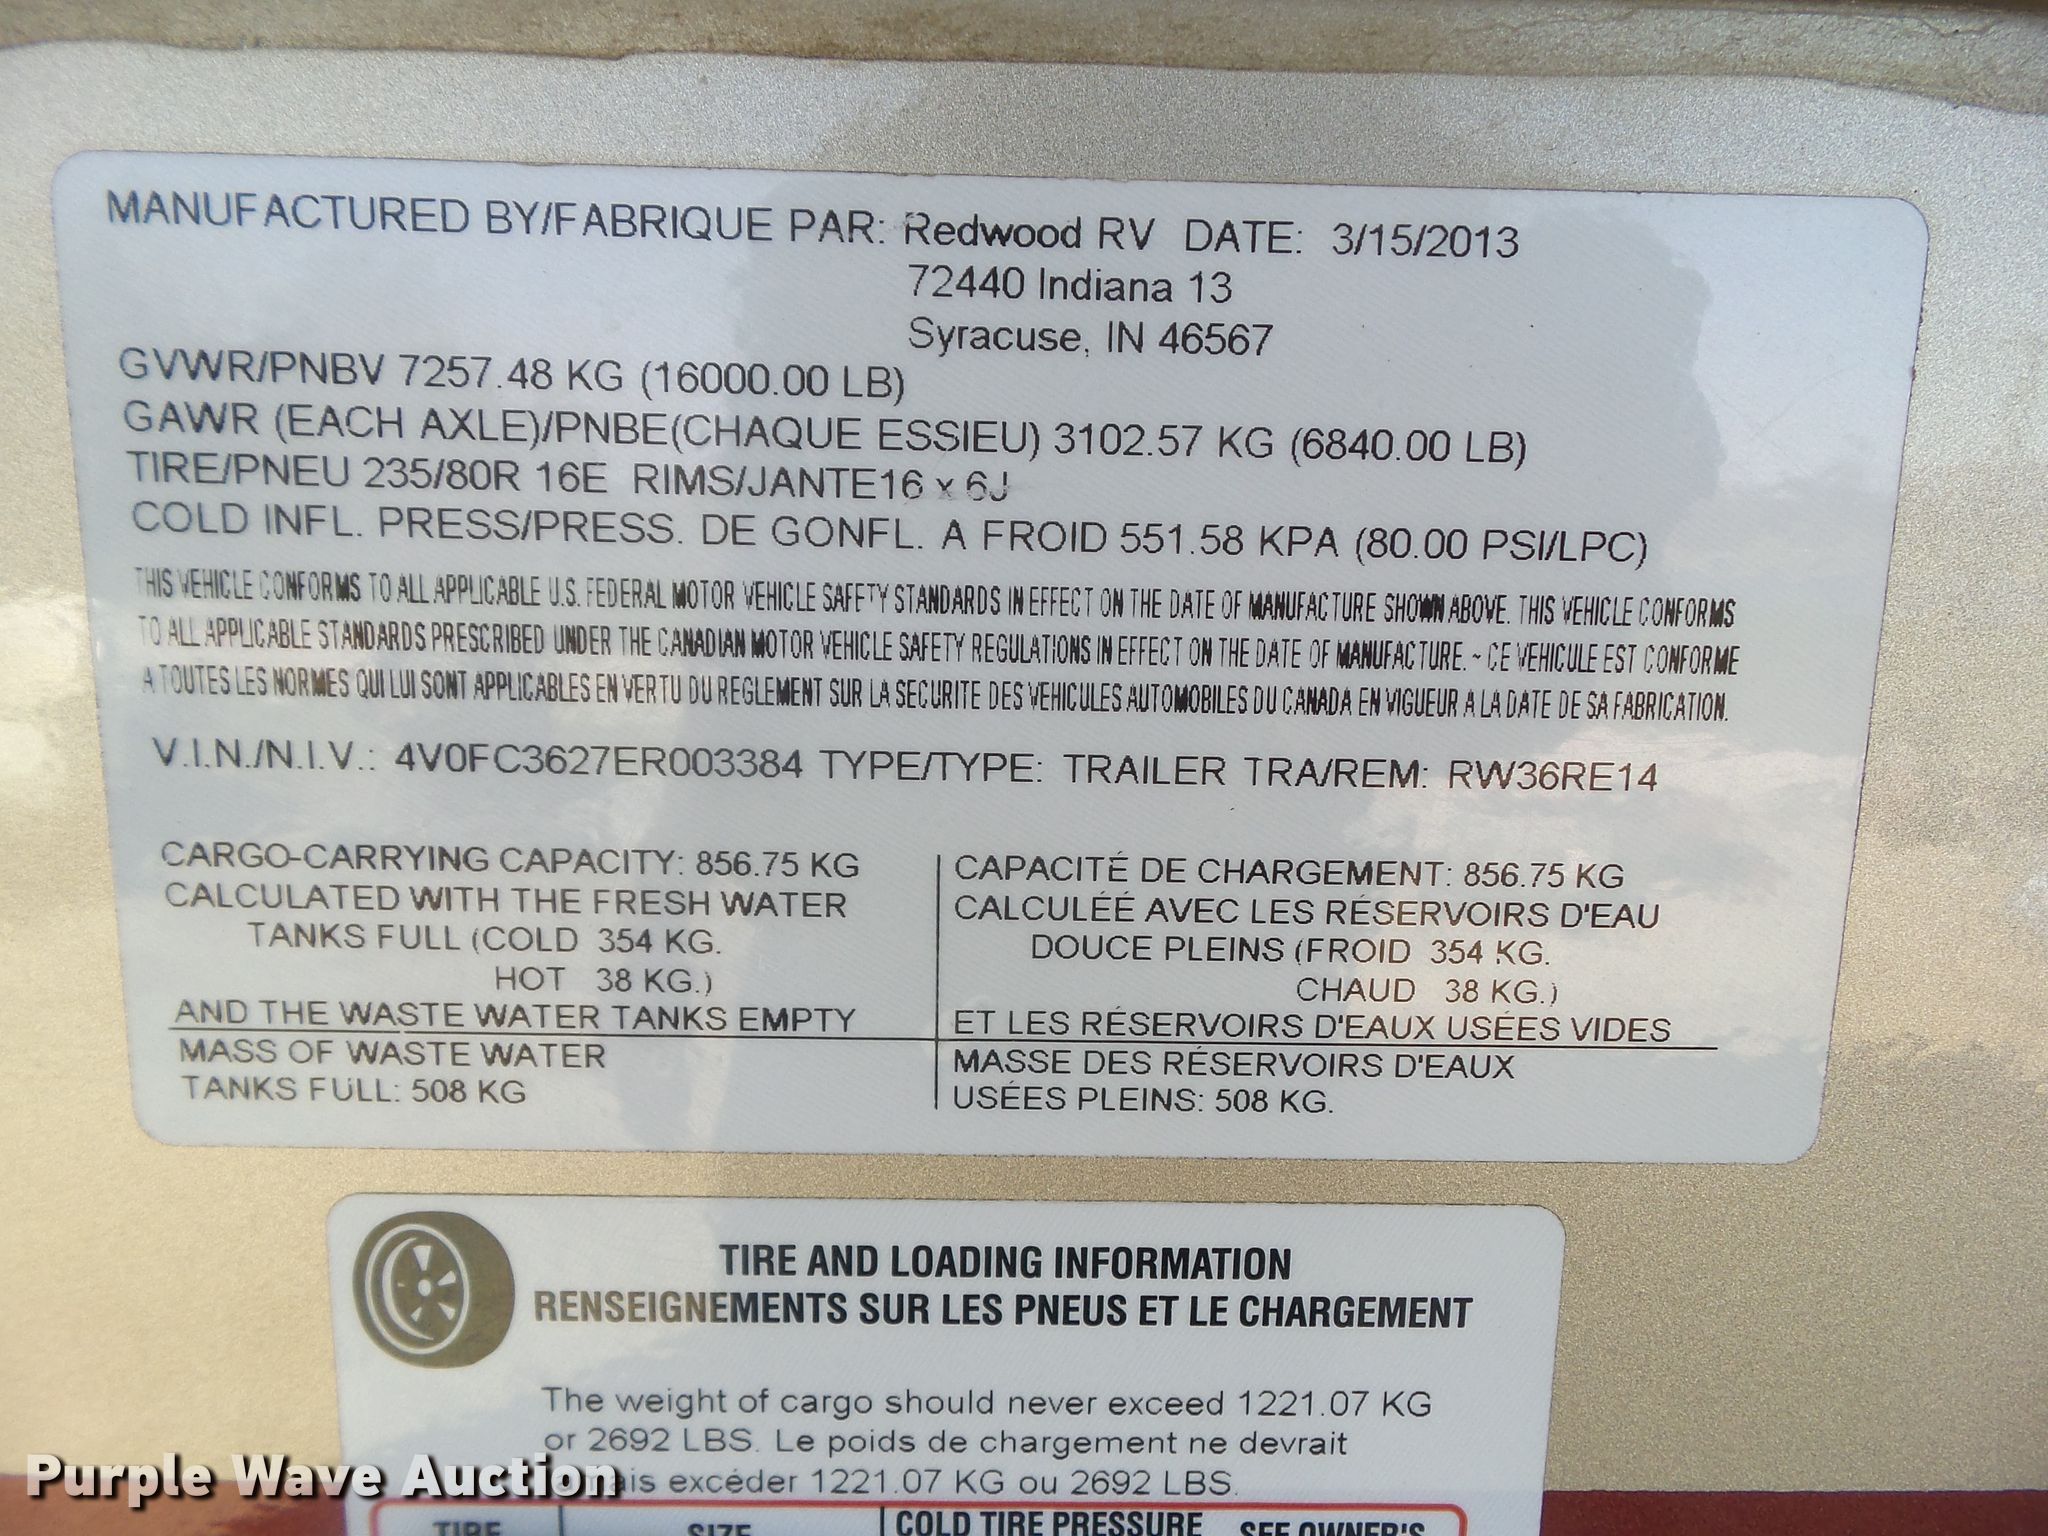 MANUFACTURED BY/FABRIQUE PAR: Redwood RV DATE: 3/15/2013
72440 Indiana 13
Syracuse, IN 46567
GVWR/PNBV 7257.48 KG (16000.00 LB)
GAWR (EACH AXLE)/PNBE(CHAQUE ESSIEU) 3102.57 KG (6840.00 LB)
TIRE/PNEU 235/80R 16E RIMS/JANTE16 x 6J
COLD INFL. PRESS/PRESS. DE GONFL. A FROID 551.58 KPA (80.00 PSI/LPC)
THIS VEHICLE CONFORMS TO ALL APPLICABLE U.S. FEDERAL MOTOR VEHICLE SAFETY STANDARDS IN EFFECT ON THE DATE OF MANUFACTURE SHOWN ABOVE. THIS VEHICLE CONFORMS
TO ALL APPLICABLE STANDARDS PRESCRIBED UNDER THE CANADIAN MOTOR VEHICLE SAFETY REGULATIONS IN EFFECT ON THE DATE OF MANUFACTURE. ~ CE VEHICULE EST CONFORME
A TOUTES LES NORMES QUI LUI SONT APPLICABLES EN VERTU DU REGLEMENT SUR LA SECURITE DES VEHICULES AUTOMOBILES DU CANADA EN VIGUEUR A LA DATE DE SA FABRICATION.
V.I.N./N.I.V.: 4V0FC3627ER003384 TYPE/TYPE: TRAILER TRA/REM: RW36RE14
CARGO-CARRYING CAPACITY: 856.75 KG
CALCULATED WITH THE FRESH WATER
TANKS FULL (COLD 354 KG.
HOT 38 KG.)
AND THE WASTE WATER TANKS EMPTY
MASS OF WASTE WATER
TANKS FULL: 508 KG
CAPACITÉ DE CHARGEMENT: 856.75 KG
CALCULÉÉ AVEC LES RÉSERVOIRS D'EAU
DOUCE PLEINS (FROID 354 KG.
CHAUD 38 KG.)
ET LES RÉSERVOIRS D'EAUX USÉES VIDES
MASSE DES RÉSERVOIRS D'EAUX
USÉES PLEINS: 508 KG.
TIRE AND LOADING INFORMATION
RENSEIGNEMENTS SUR LES PNEUS ET LE CHARGEMENT
The weight of cargo should never exceed 1221.07 KG
or 2692 LBS. Le poids de chargement ne devrait
jamais excéder 1221.07 KG ou 2692 LBS.
TIRE SIZE COLD TIRE PRESSURE SEE OWNER'S
Purple Wave Auction